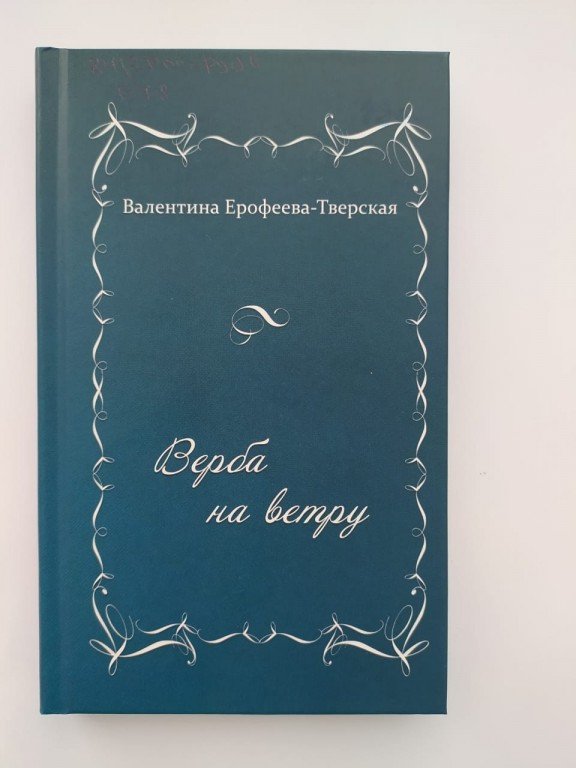 Валентина Ерофеева-Тверская
Верба
на ветру